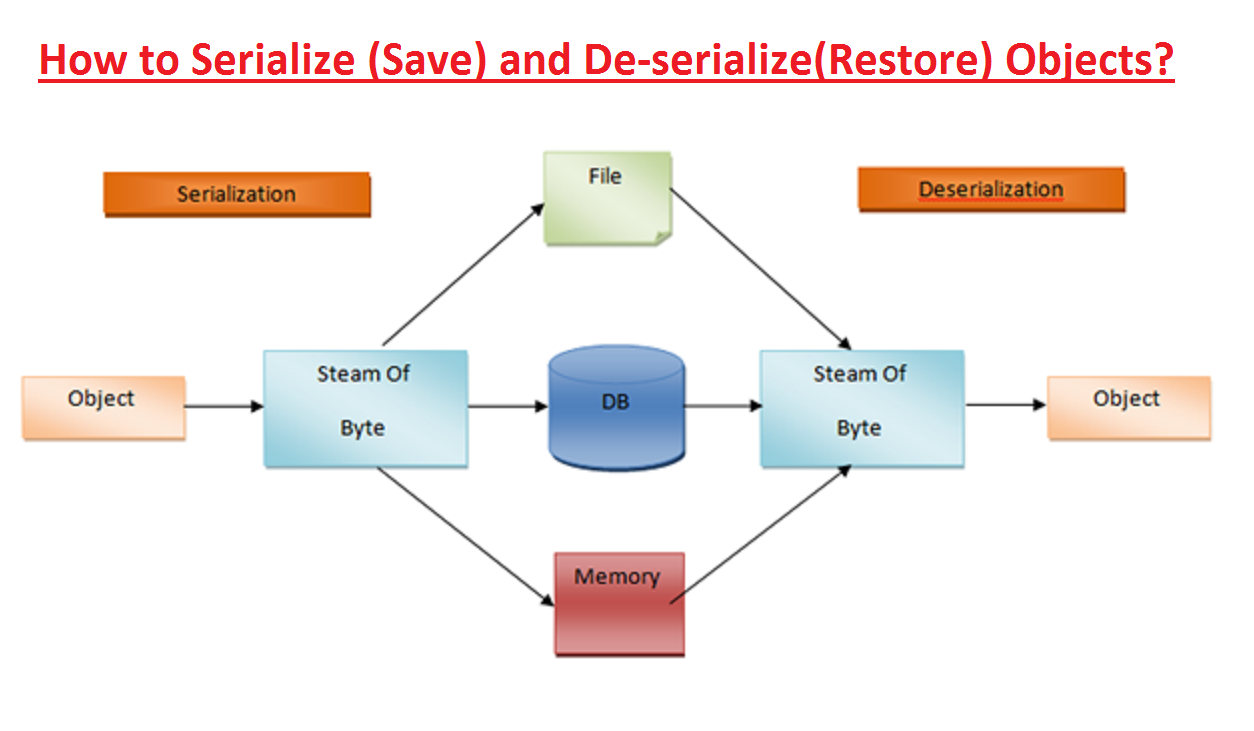 How to Serialize (Save) and De-serialize(Restore) Objects?
Serialization
File
Deserialization
Object
Steam Of
Byte
DB
Steam Of
Byte
Object
Memory